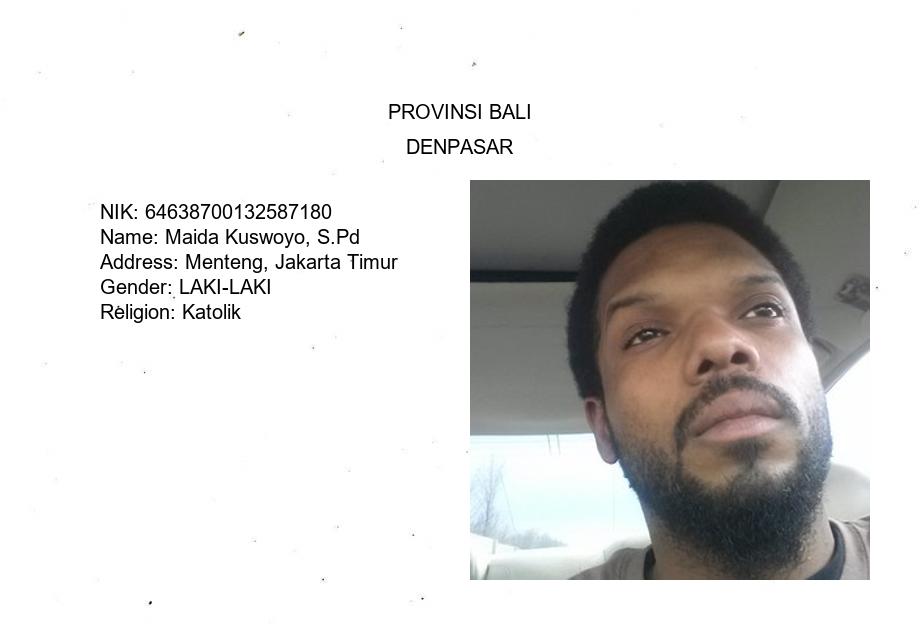 PROVINSI BALI
DENPASAR
NIK: 64638700132587180
Name: Maida Kuswoyo, S.Pd
Address: Menteng, Jakarta Timur
Gender: LAKI-LAKI
Religion: Katolik